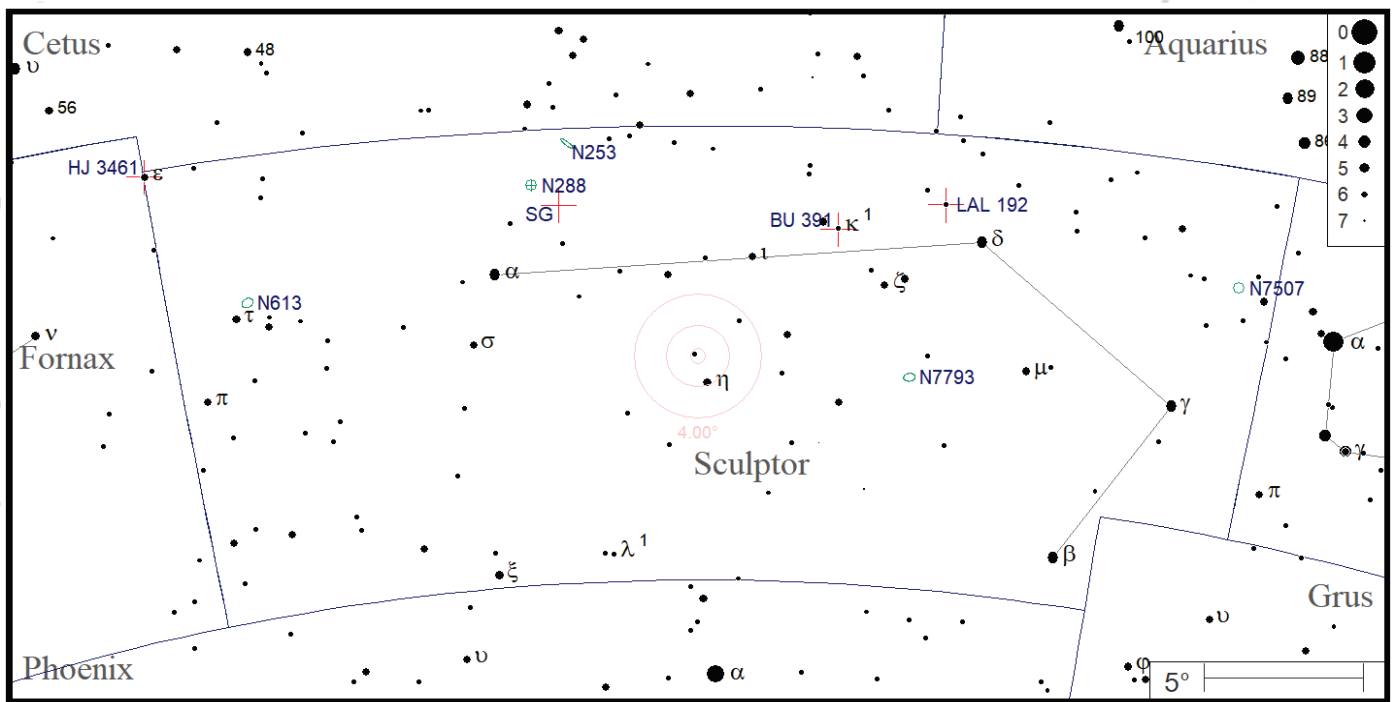 Cetus
48
100
Aquarius
0
88
υ
1
2
89
56
3
4
86
5
6
7
N253
HJ 3461
ε
N288
SG
BU 391
κ 1
LAL 192
δ
ι
α
ζ
N7507
N613
τ
ν
σ
α
Fornax
μ
N7793
η
π
γ
4.00°
γ
Sculptor
π
λ 1
β
ξ
Grus
υ
υ
Phoenix
α
φ
5°